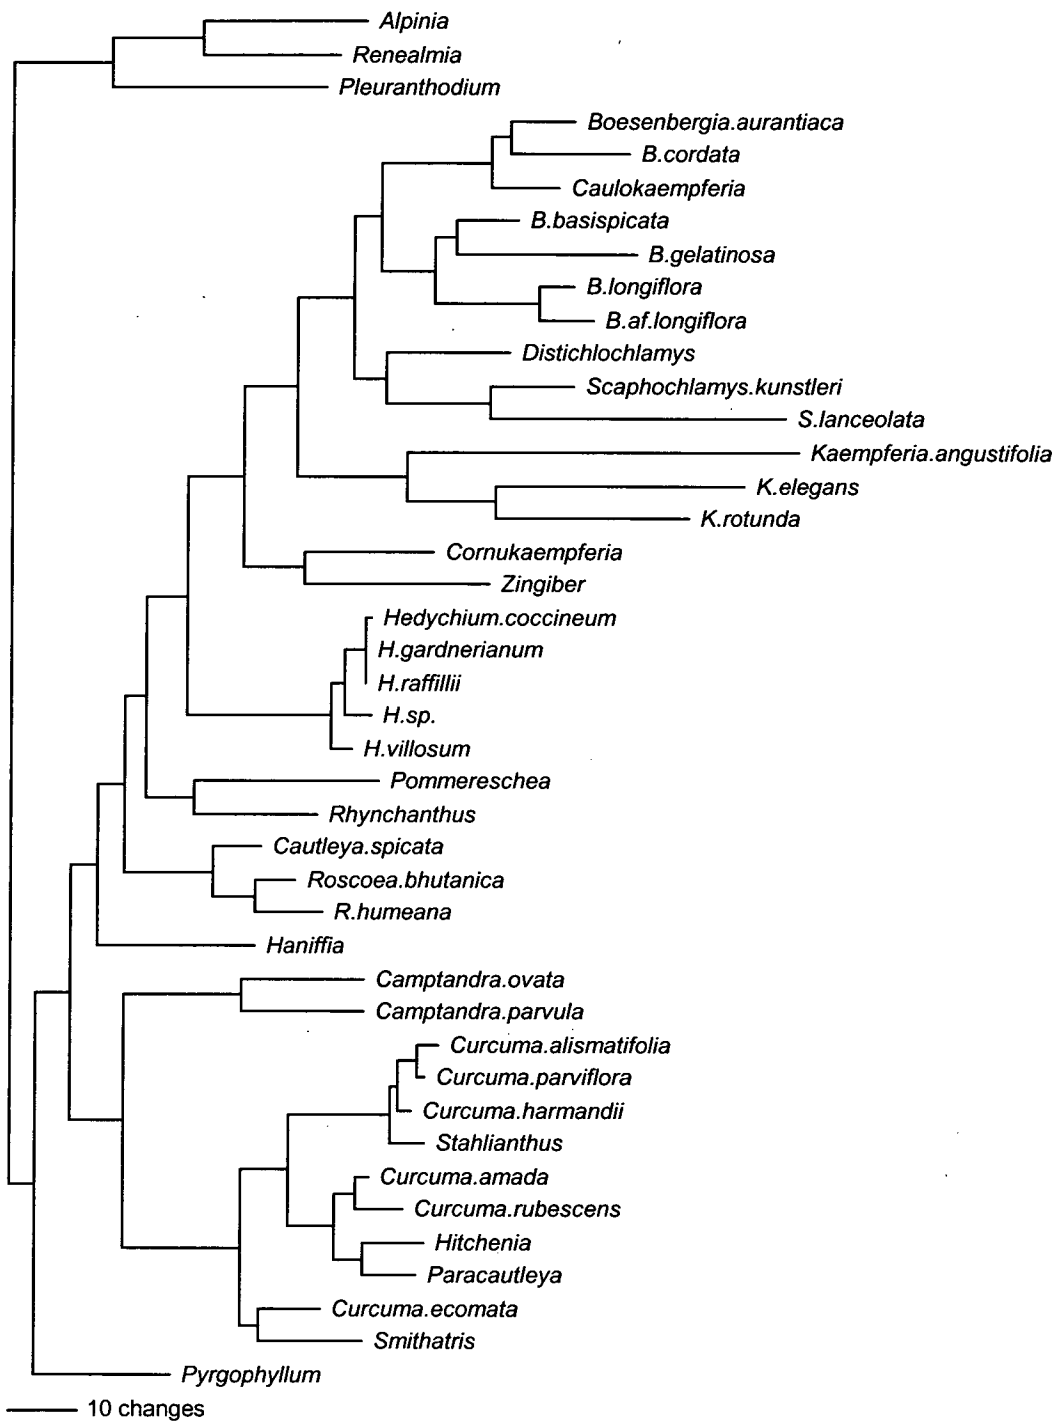 Alpinia
Renealmia
Pleuranthodium
Boesenbergia.aurantiaca
B.cordata
Caulokaempferia
B.basispicata
B.gelatinosa
B.longiflora
B.af.longiflora
Distichlochlamys
Scaphochlamys.kunstleri
S.lanceolata
Kaempferia.angustifolia
K.elegans
K.rotunda
Cornukaempferia
Zingiber
Hedychium.coccineum
H.gardnerianum
H.raffillii
H.sp.
H.villosum
Pommereschea
Rhynchanthus
Cautleya.spicata
Roscoea.bhutanica
R.humeana
Haniffia
Camptandra.ovata
Camptandra.parvula
Curcuma.alismatifolia
Curcuma.parviflora
Curcuma.harmandii
Stahlianthus
Curcuma.amada
Curcuma.rubescens
Hitchenia
Paracautleya
Curcuma.ecomata
Smithatris
Pyrgophyllum
10 changes